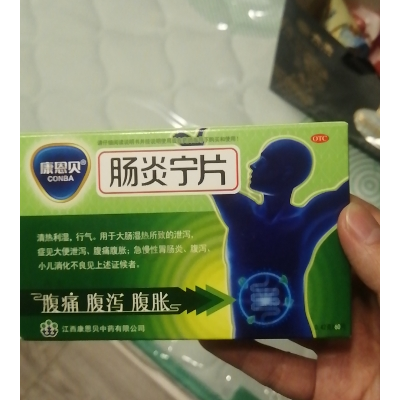 康恩贝®
CONBA
肠炎宁片
OTC
清热利湿，行气。用于大肠湿热所致的泄泻，
症见大便泄泻、腹痛腹胀；急慢性胃肠炎、腹泻、
小儿消化不良见上述证候者。
腹痛 腹泻 腹胀
江西康恩贝中药有限公司